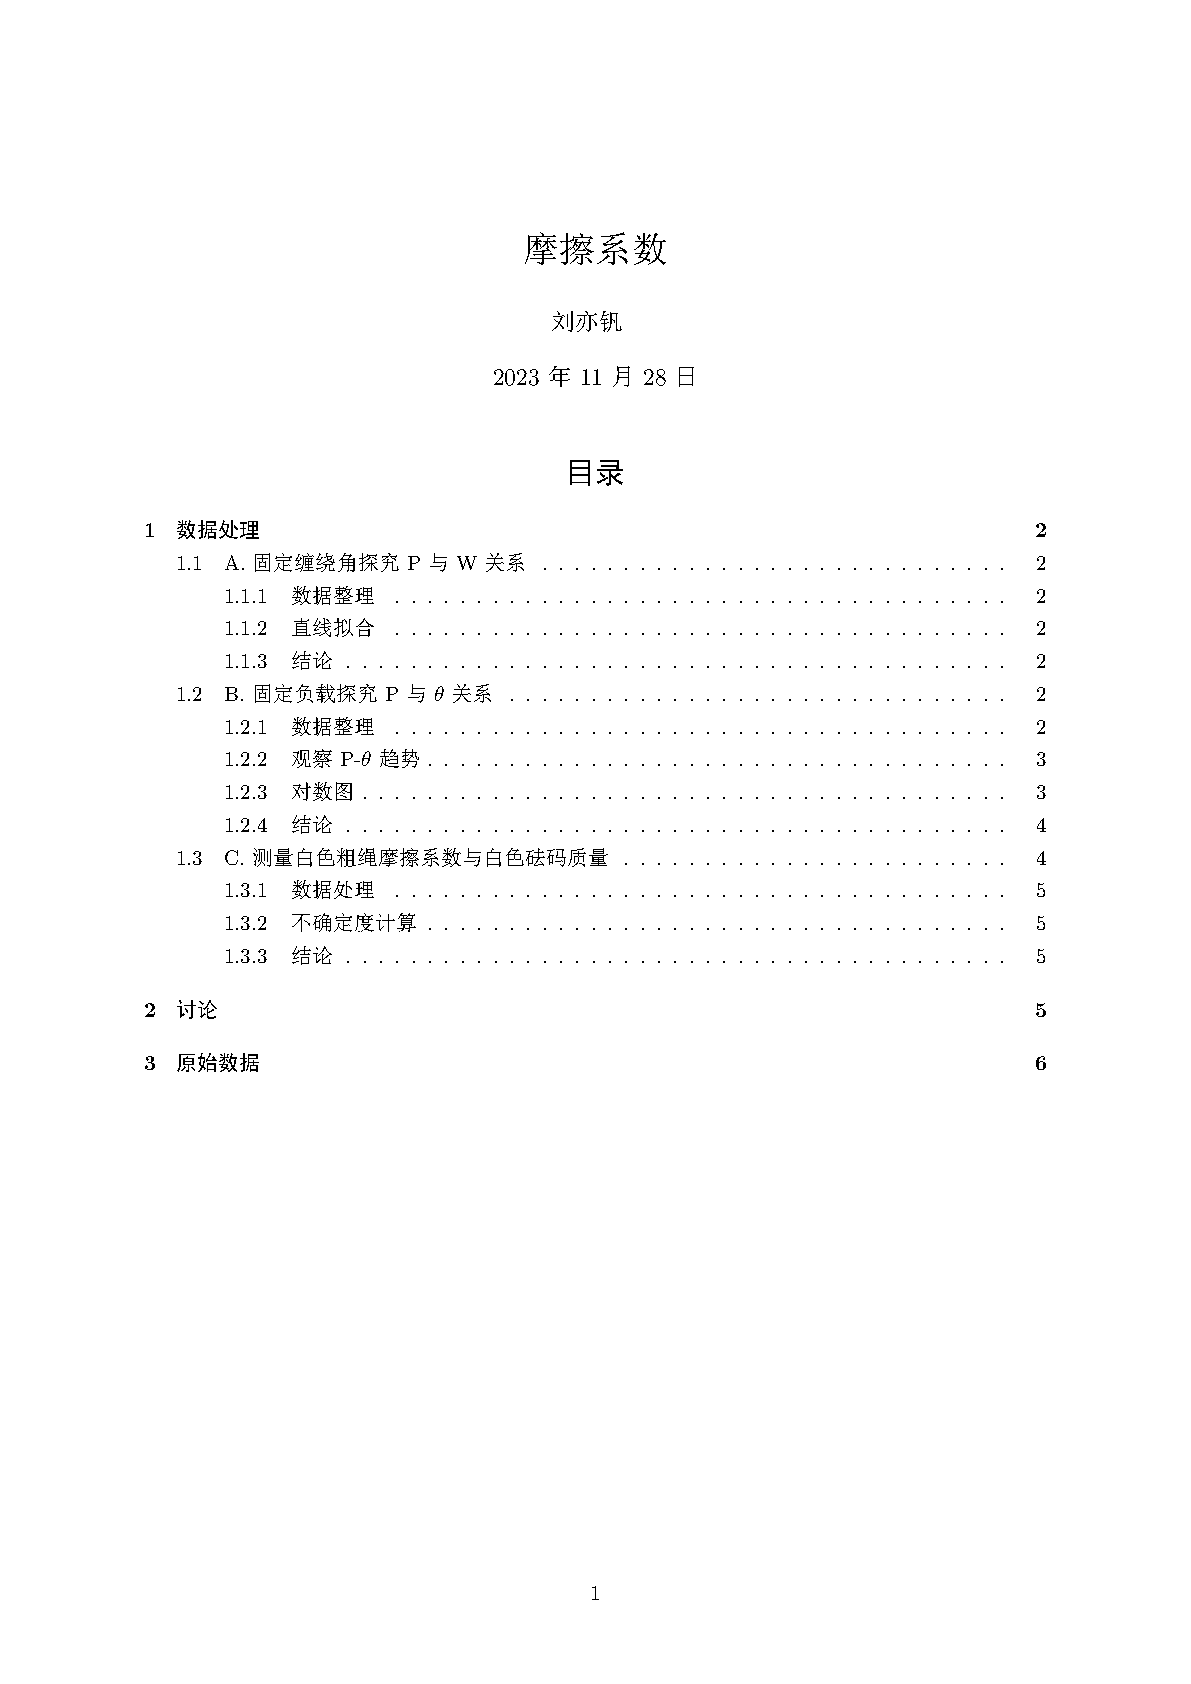 摩擦系数
刘亦钒
2023 年 11 月 28 日
目录
1 数据处理 2
1.1 A. 固定缠绕角探究 P 与 W 关系 . . . . . . . . . . . . . . . . . . . . . . . . . . . . . 2
1.1.1 数据整理 . . . . . . . . . . . . . . . . . . . . . . . . . . . . . . . . . . . . . . 2
1.1.2 直线拟合 . . . . . . . . . . . . . . . . . . . . . . . . . . . . . . . . . . . . . . 2
1.1.3 结论 . . . . . . . . . . . . . . . . . . . . . . . . . . . . . . . . . . . . . . . . . 2
1.2 B. 固定负载探究 P 与 θ 关系 . . . . . . . . . . . . . . . . . . . . . . . . . . . . . . . 2
1.2.1 数据整理 . . . . . . . . . . . . . . . . . . . . . . . . . . . . . . . . . . . . . . 2
1.2.2 观察 P-θ 趋势 . . . . . . . . . . . . . . . . . . . . . . . . . . . . . . . . . . . . 3
1.2.3 对数图 . . . . . . . . . . . . . . . . . . . . . . . . . . . . . . . . . . . . . . . . 3
1.2.4 结论 . . . . . . . . . . . . . . . . . . . . . . . . . . . . . . . . . . . . . . . . . 4
1.3 C. 测量白色粗绳摩擦系数与白色砝码质量 . . . . . . . . . . . . . . . . . . . . . . . . 4
1.3.1 数据处理 . . . . . . . . . . . . . . . . . . . . . . . . . . . . . . . . . . . . . . 5
1.3.2 不确定度计算 . . . . . . . . . . . . . . . . . . . . . . . . . . . . . . . . . . . . 5
1.3.3 结论 . . . . . . . . . . . . . . . . . . . . . . . . . . . . . . . . . . . . . . . . . 5
2 讨论 5
3 原始数据 6
1